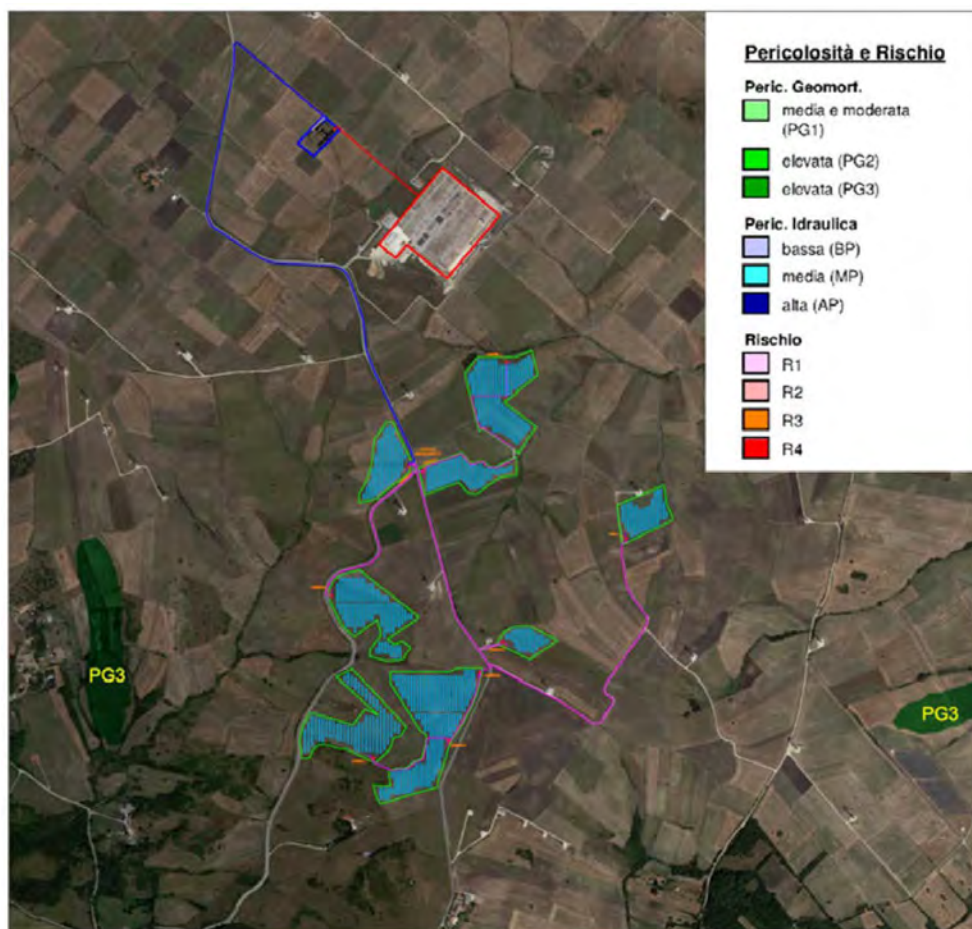 Pericolosità e Rischio
Peric. Geomorf.
media e moderata
(PG1)
elevata (PG2)
elevata (PG3)
Peric. Idraulica
bassa (BP)
media (MP)
alta (AP)
Rischio
R1
R2
R3
R4
PG3
PG3